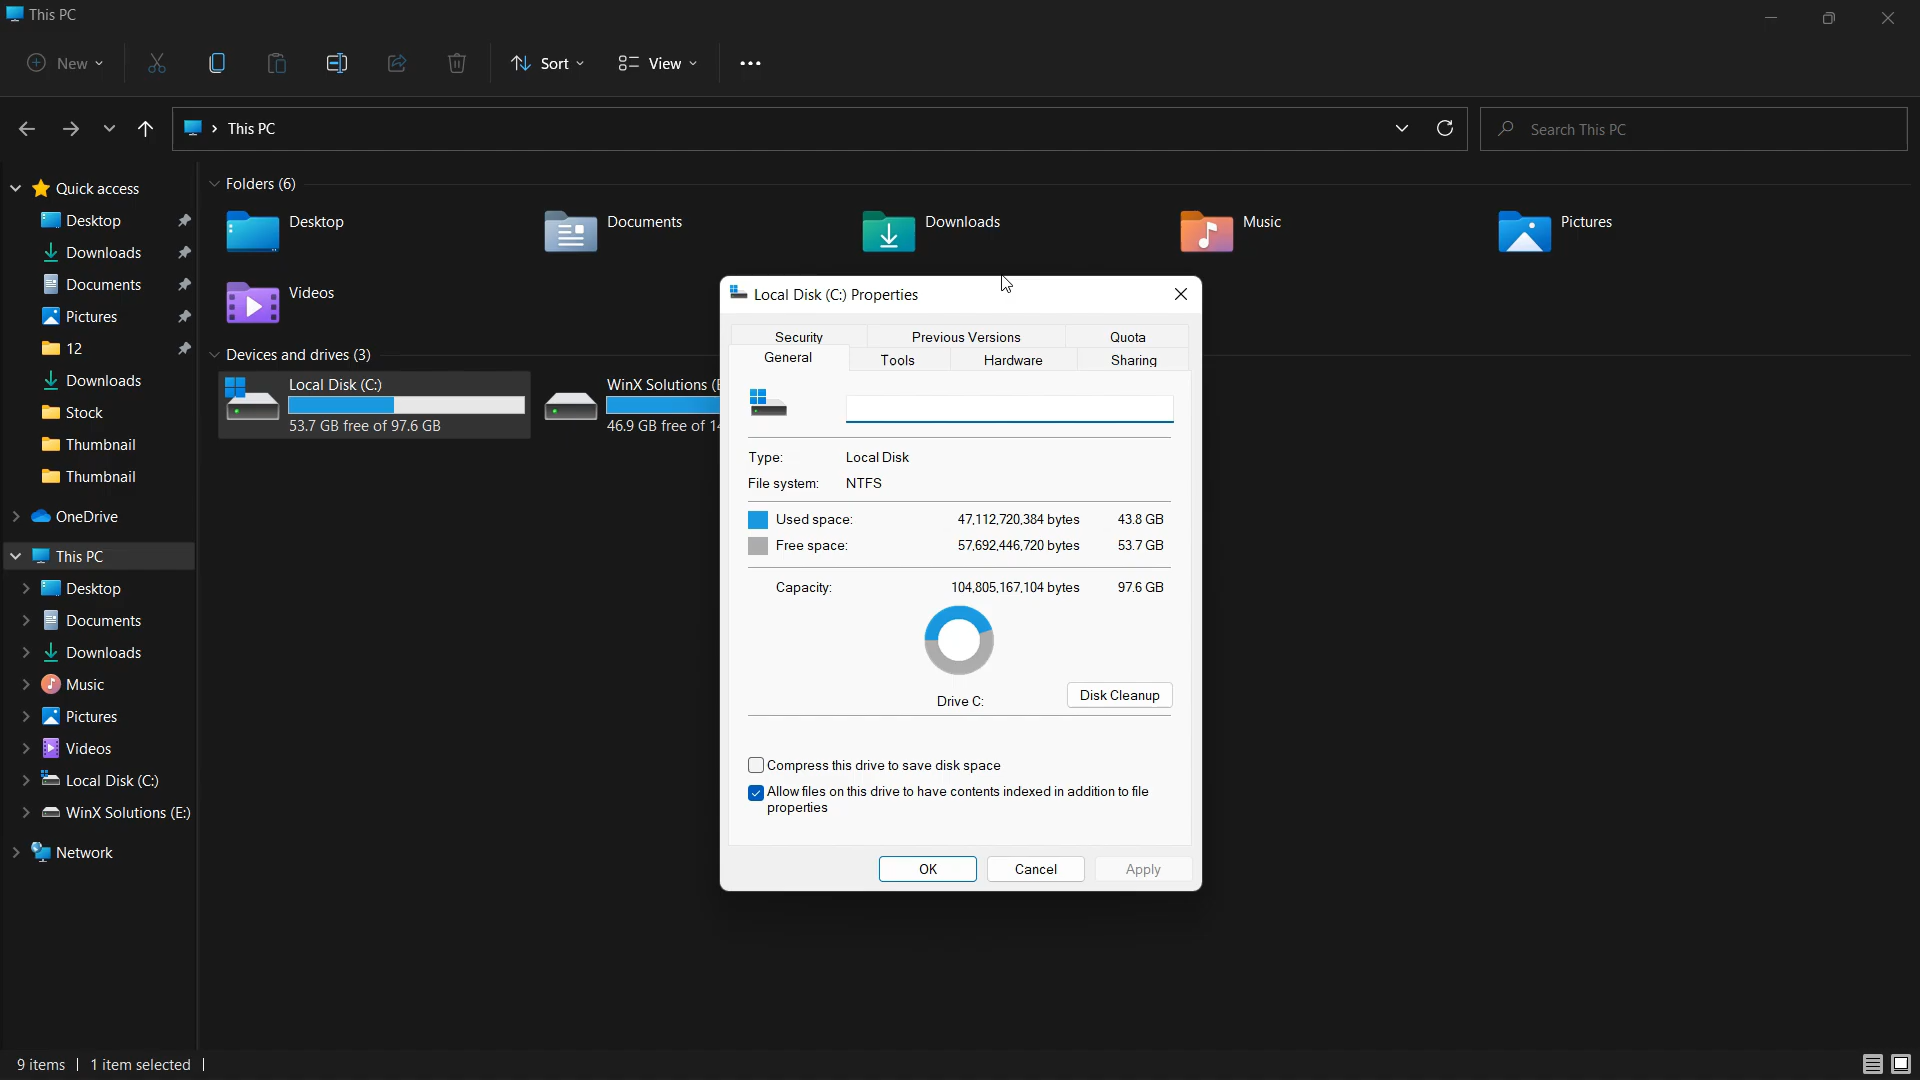 This PC
New
Sort
View
This PC
Search This PC
Quick access
Desktop
Downloads
Documents
Pictures
12
Downloads
Stock
Thumbnail
Thumbnail
OneDrive
This PC
Desktop
Documents
Downloads
Music
Pictures
Videos
Local Disk (C:)
WinX Solutions (E:)
Network
Folders (6)
Desktop
Documents
Downloads
Music
Pictures
Videos
Devices and drives (3)
Local Disk (C:)
53.7 GB free of 97.6 GB
WinX Solutions (E
46.9 GB free of 14
Local Disk (C:) Properties
Security Previous Versions Quota
General Tools Hardware Sharing
Type: Local Disk
File system: NTFS
Used space: 47,112,720,384 bytes 43.8 GB
Free space: 57,692,446,720 bytes 53.7 GB
Capacity: 104,805,167,104 bytes 97.6 GB
Drive C:
Disk Cleanup
Compress this drive to save disk space
Allow files on this drive to have contents indexed in addition to file
properties
OK Cancel Apply
9 items 1 item selected